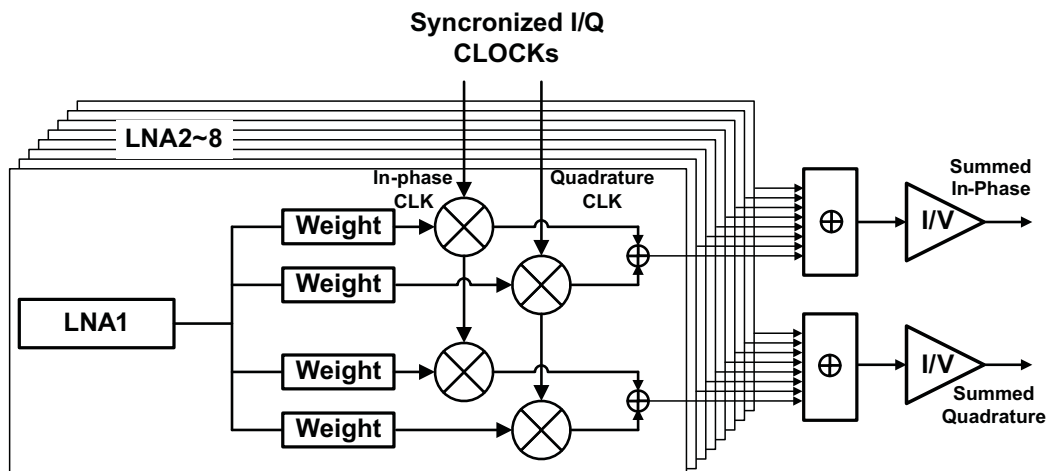 Syncronized I/Q
CLOCKs
LNA2~8
In-phase
CLK
Quadrature
CLK
Summed
In-Phase
Weight
I/V
Weight
LNA1
Weight
I/V
Weight
Summed
Quadrature